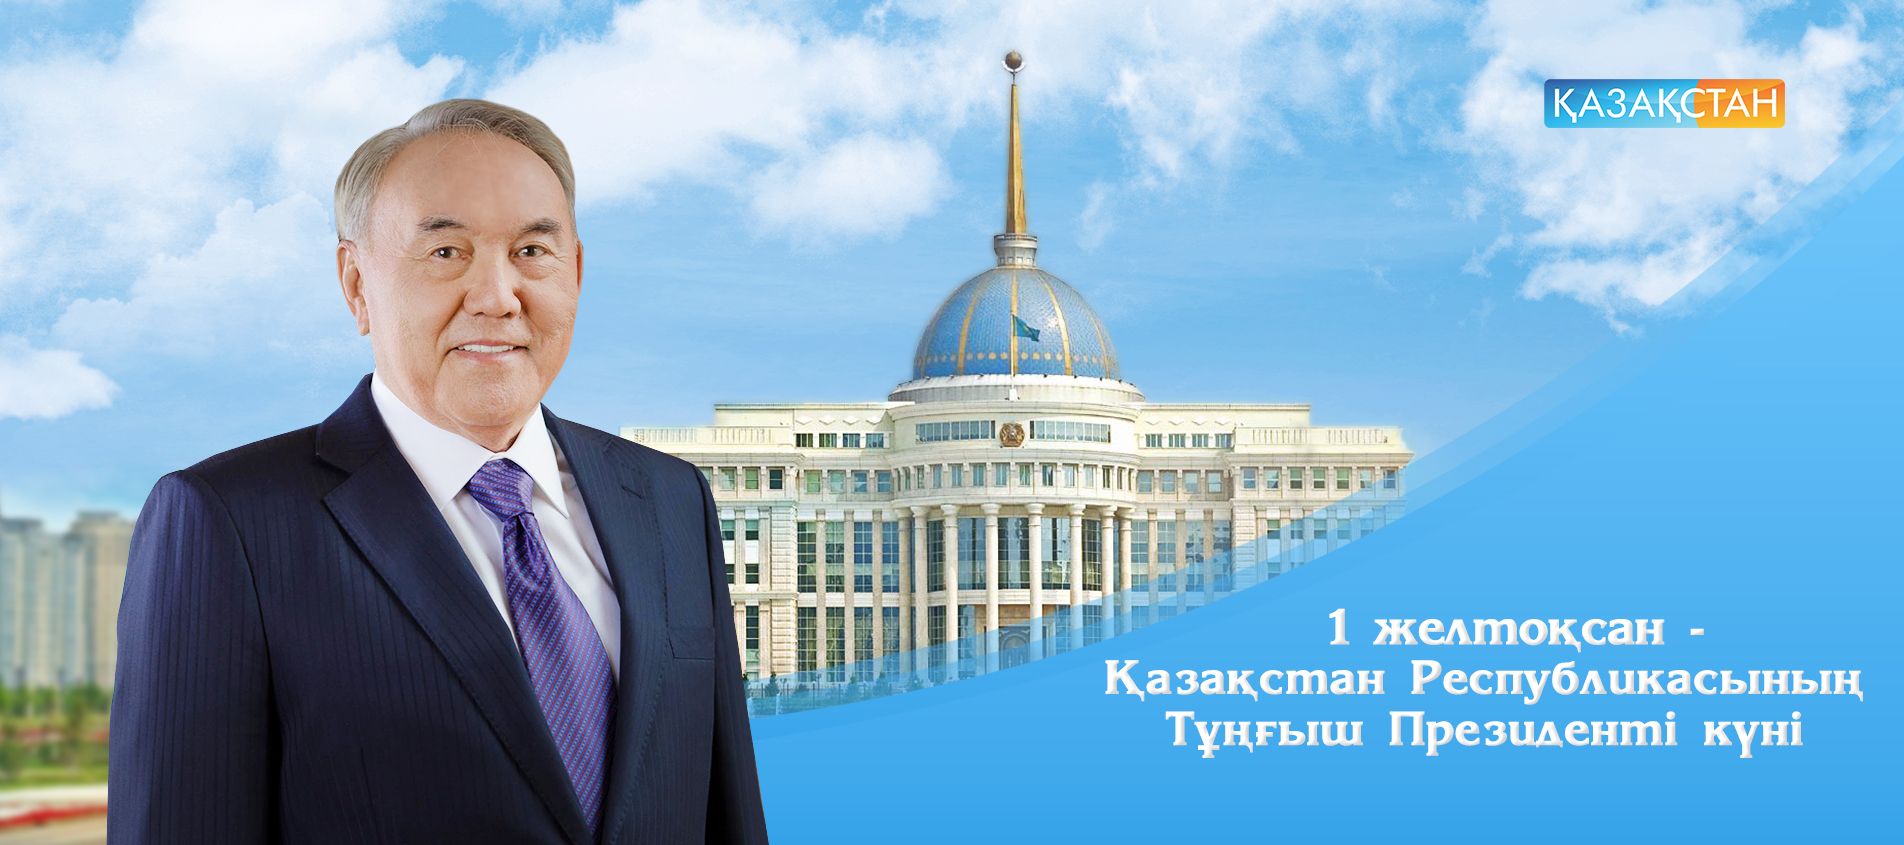 ҚАЗАҚСТАН
1 желтоқсан -
Қазақстан Республикасының
Тұңғыш Президенті күні